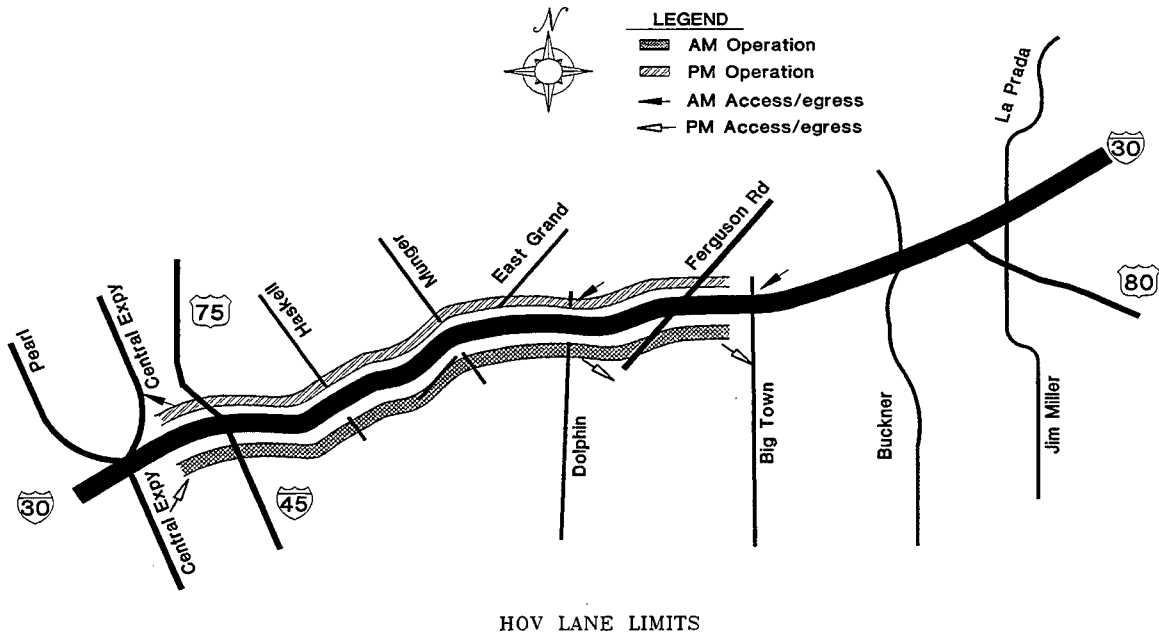 N
LEGEND
AM Operation
PM Operation
AM Access/egress
PM Access/egress
La Prada
30
Ferguson Rd
East Grand
Munger
80
75
Haskell
Central Expy
Pearl
Dolphin
Big Town
Buckner
Jim Miller
30
Central Expy
45
HOV LANE LIMITS